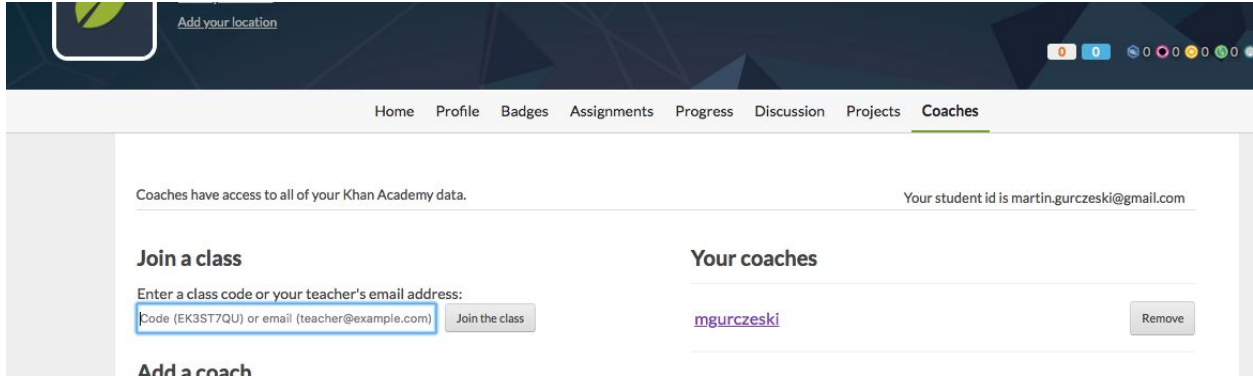 Add your location
0 0 0 0 0 0
Home Profile Badges Assignments Progress Discussion Projects Coaches
Coaches have access to all of your Khan Academy data.
Your student id is martin.gurczeski@gmail.com
Join a class
Enter a class code or your teacher's email address:
Code (EK3ST7QU) or email (teacher@example.com) Join the class
Add a coach
Your coaches
mgurczeski Remove